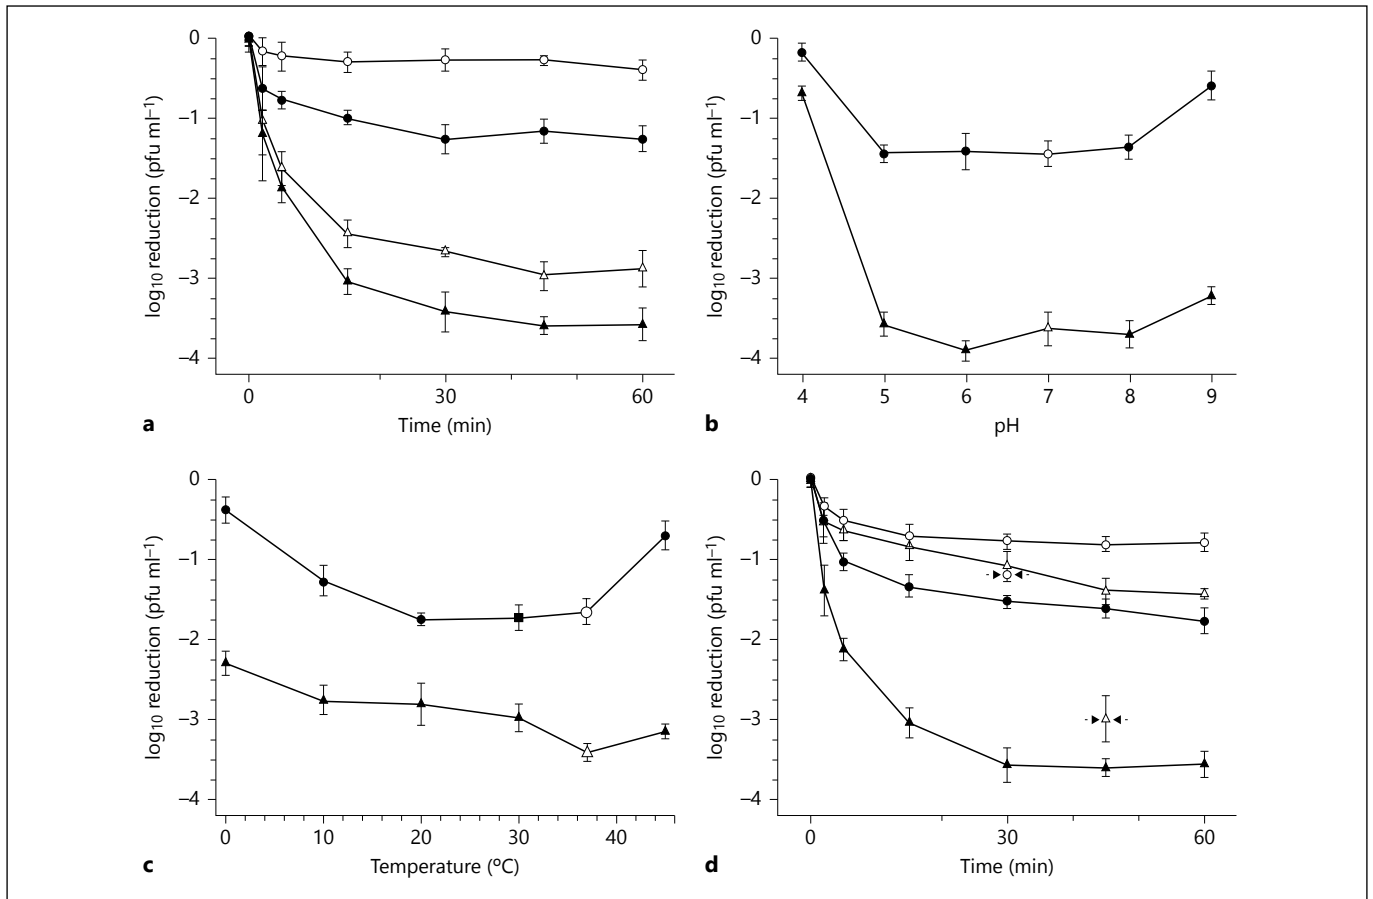 0
−1
−2
−3
−4
log₁₀ reduction (pfu ml⁻¹)
0 30 60
Time (min)
a
0
−1
−2
−3
−4
log₁₀ reduction (pfu ml⁻¹)
4 5 6 7 8 9
pH
b
0
−1
−2
−3
−4
log₁₀ reduction (pfu ml⁻¹)
0 10 20 30 40
Temperature (°C)
c
0
−1
−2
−3
−4
log₁₀ reduction (pfu ml⁻¹)
0 30 60
Time (min)
d